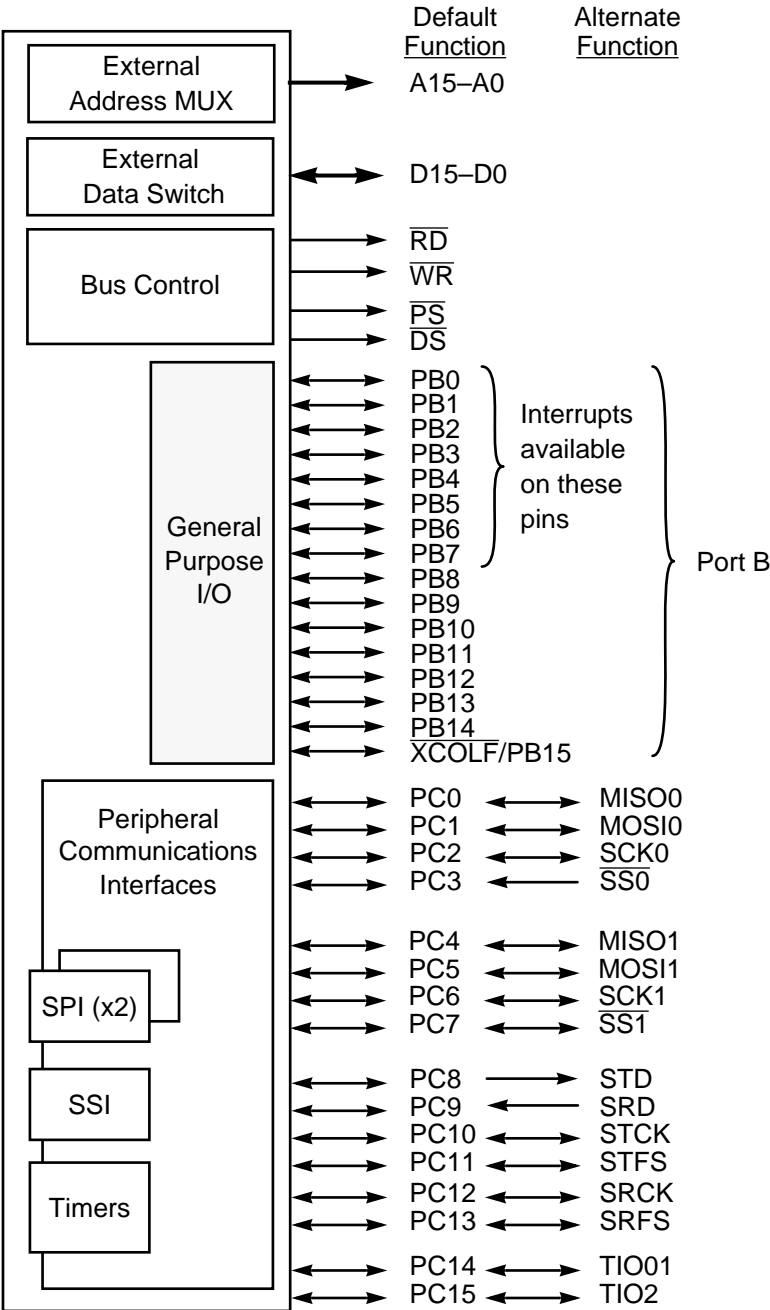 Default Alternate
Function Function
External
Address MUX
A15–A0
External
Data Switch
D15–D0
Bus Control
RD
WR
PS
DS
General
Purpose
I/O
PB0
PB1
PB2
PB3
PB4
PB5
PB6
PB7
PB8
PB9
PB10
PB11
PB12
PB13
PB14
XCOLF/PB15
Interrupts
available
on these
pins
Port B
Peripheral
Communications
Interfaces
SPI (x2)
SSI
Timers
PC0 MISO0
PC1 MOSI0
PC2 SCK0
PC3 SS0
PC4 MISO1
PC5 MOSI1
PC6 SCK1
PC7 SS1
PC8 STD
PC9 SRD
PC10 STCK
PC11 STFS
PC12 SRCK
PC13 SRFS
PC14 TIO01
PC15 TIO2